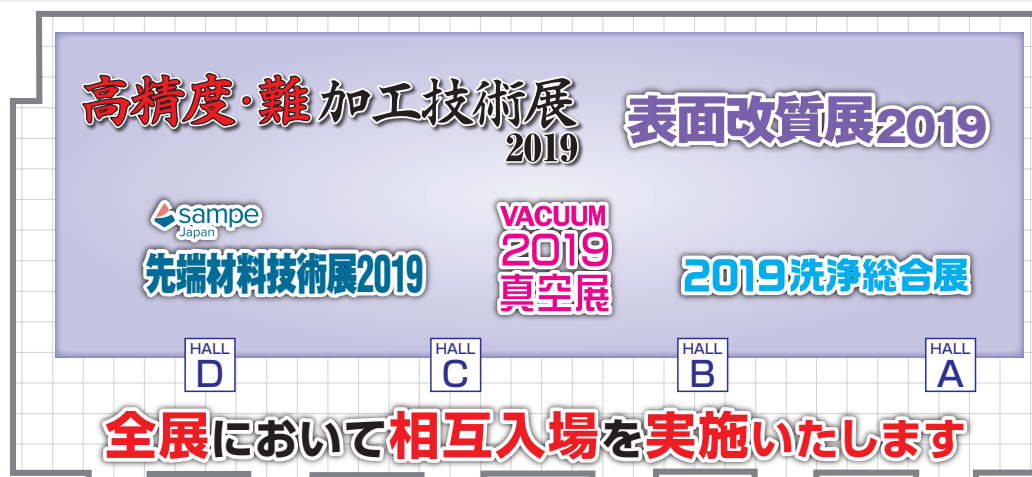 高精度・難加工技術展
2019
表面改質展2019
sampe
Japan
先端材料技術展2019
VACUUM
2019
真空展
2019洗浄総合展
HALL
D
HALL
C
HALL
B
HALL
A
全展において相互入場を実施いたします